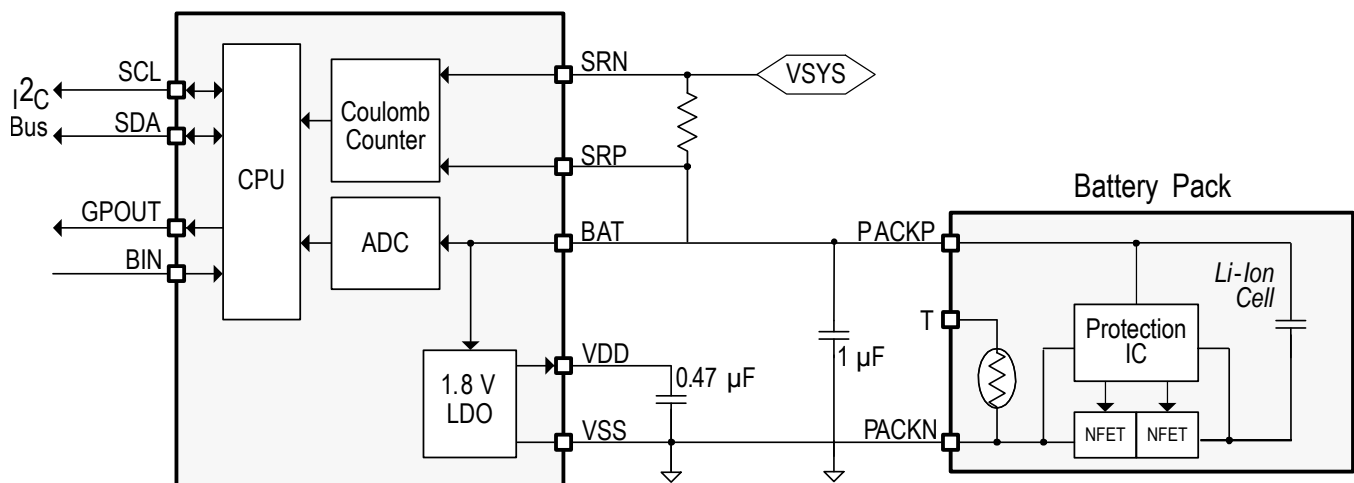 SCL
I2C
Bus
SDA
GPOUT
BIN
CPU
Coulomb
Counter
ADC
1.8 V
LDO
SRN
VSYS
SRP
BAT
VDD
0.47 µF
VSS
1 µF
PACKP
T
PACKN
Battery Pack
Protection
IC
Li-Ion
Cell
NFET
NFET